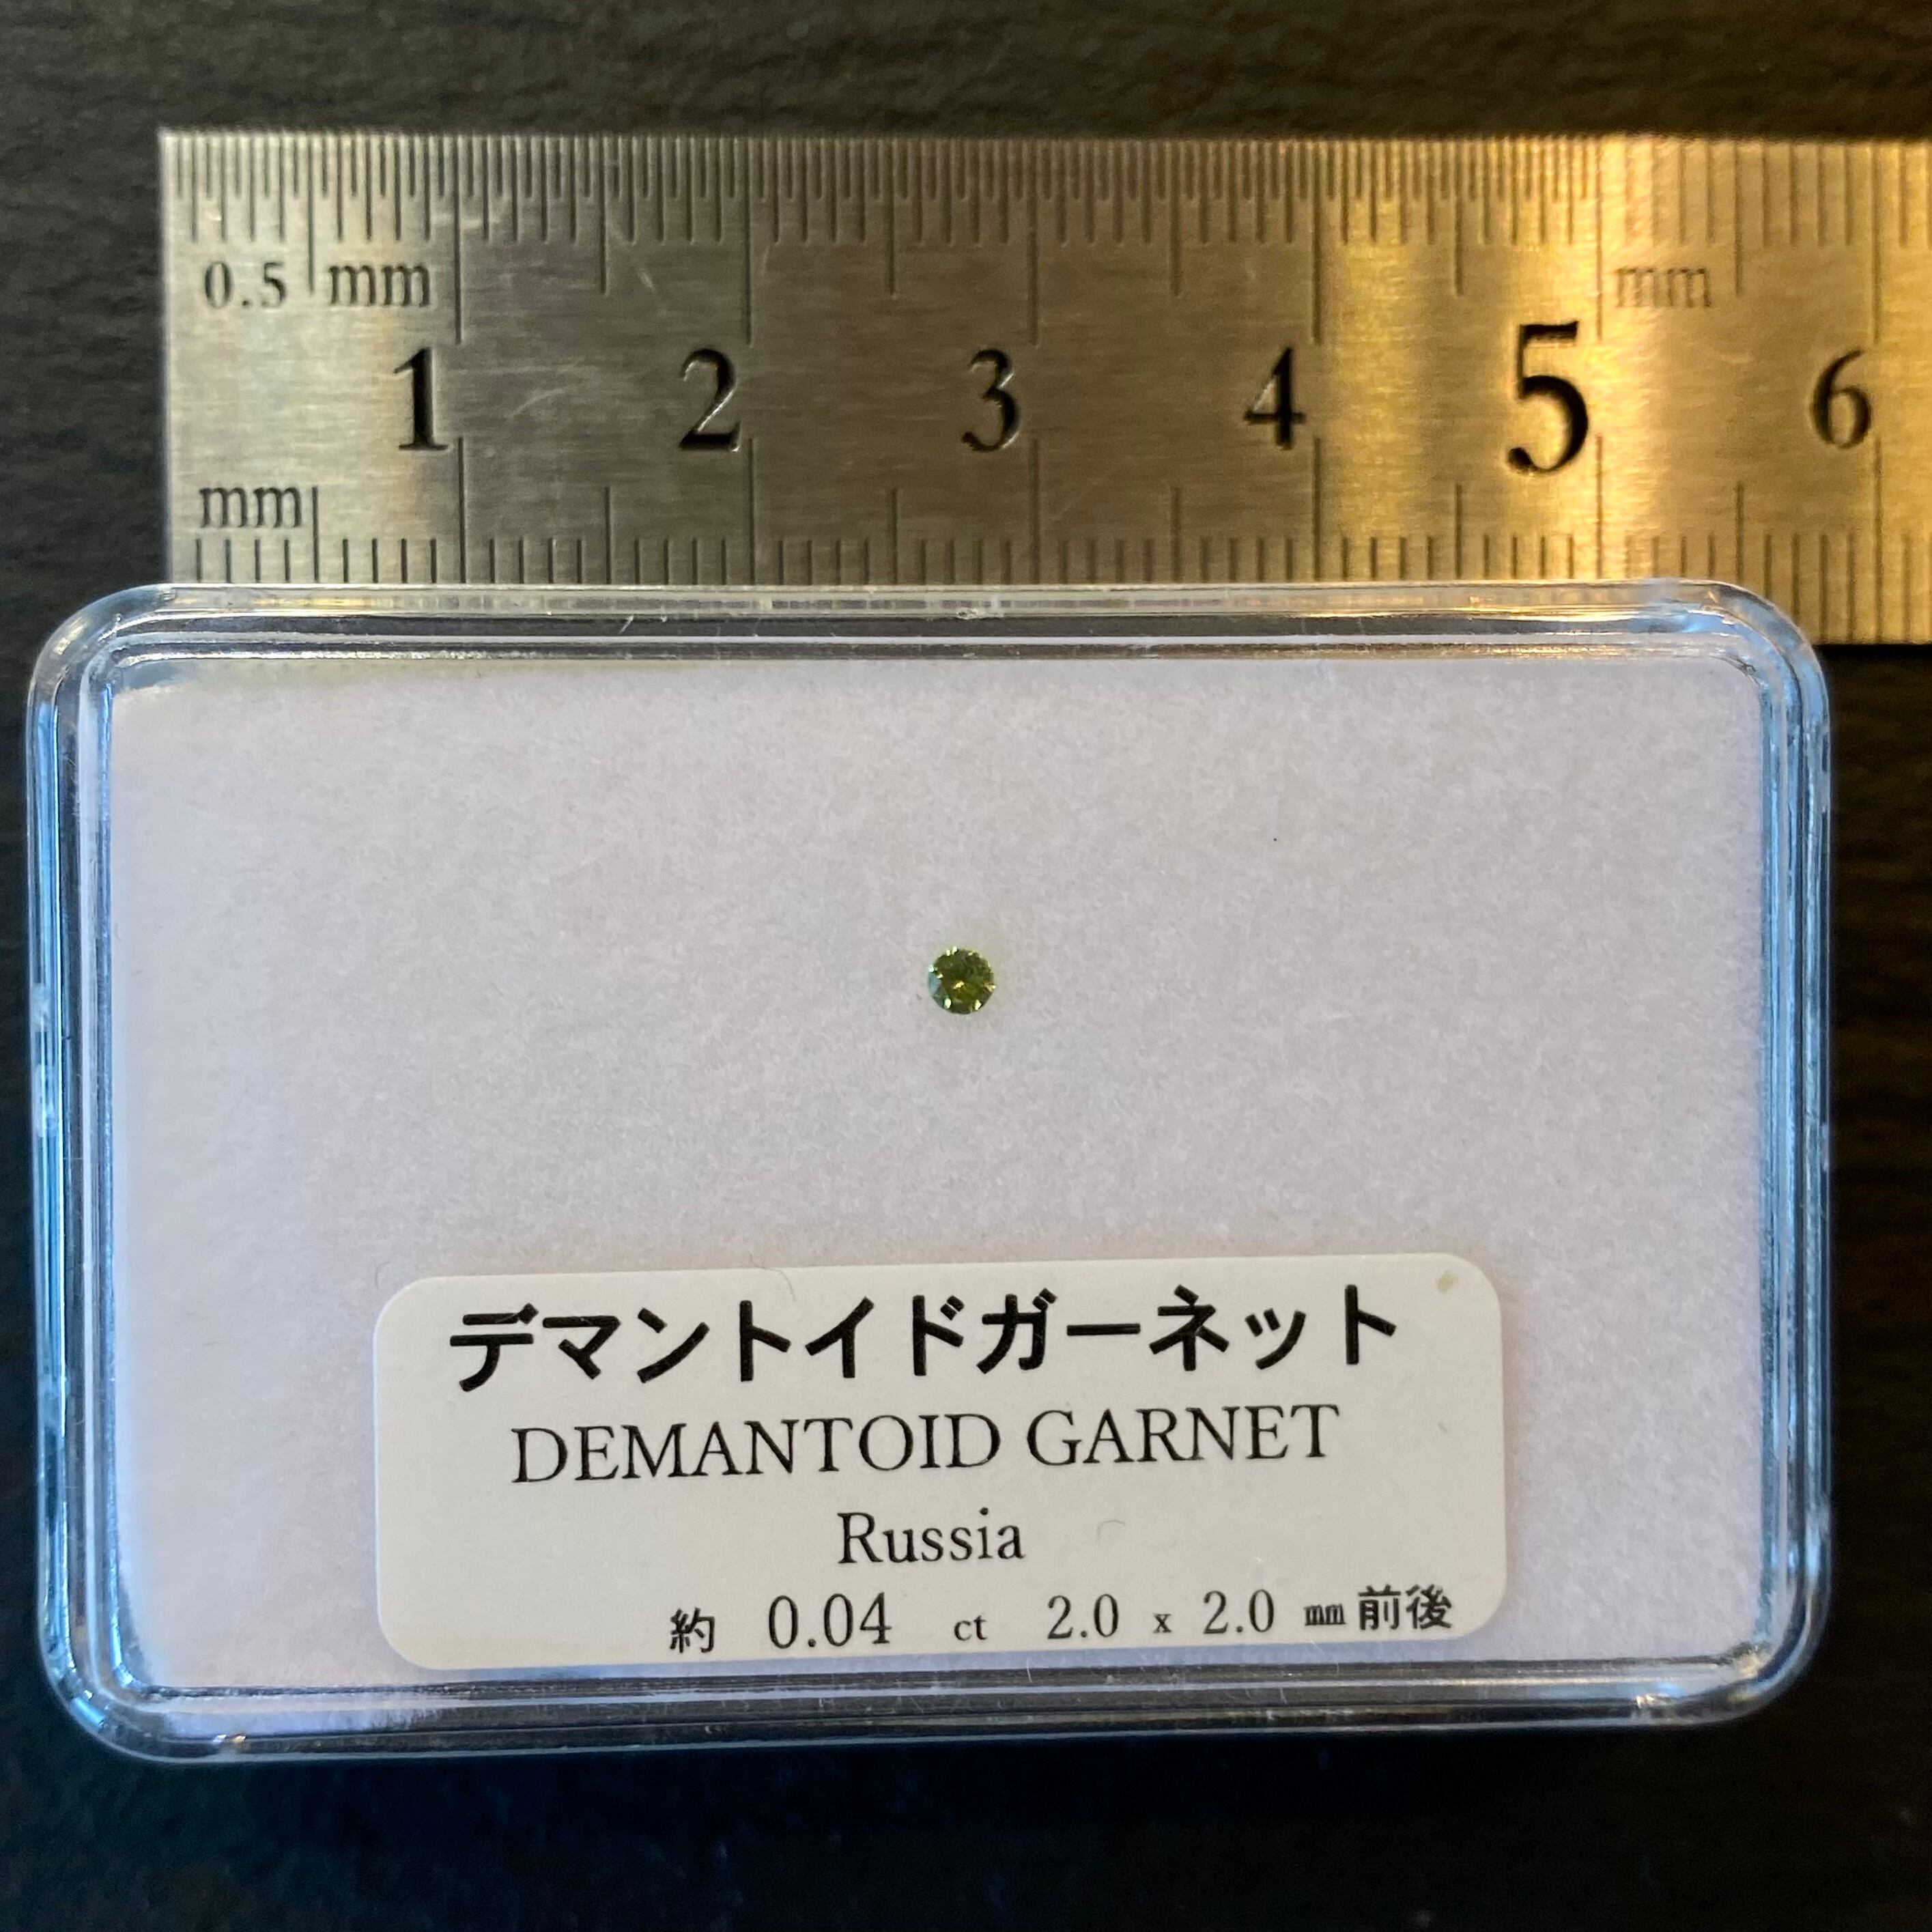 0.5 mm mm
1 2 3 4 5 6
mm
デマントイドガーネット
DEMANTOID GARNET
Russia
約 0.04 ct 2.0 x 2.0 mm前後